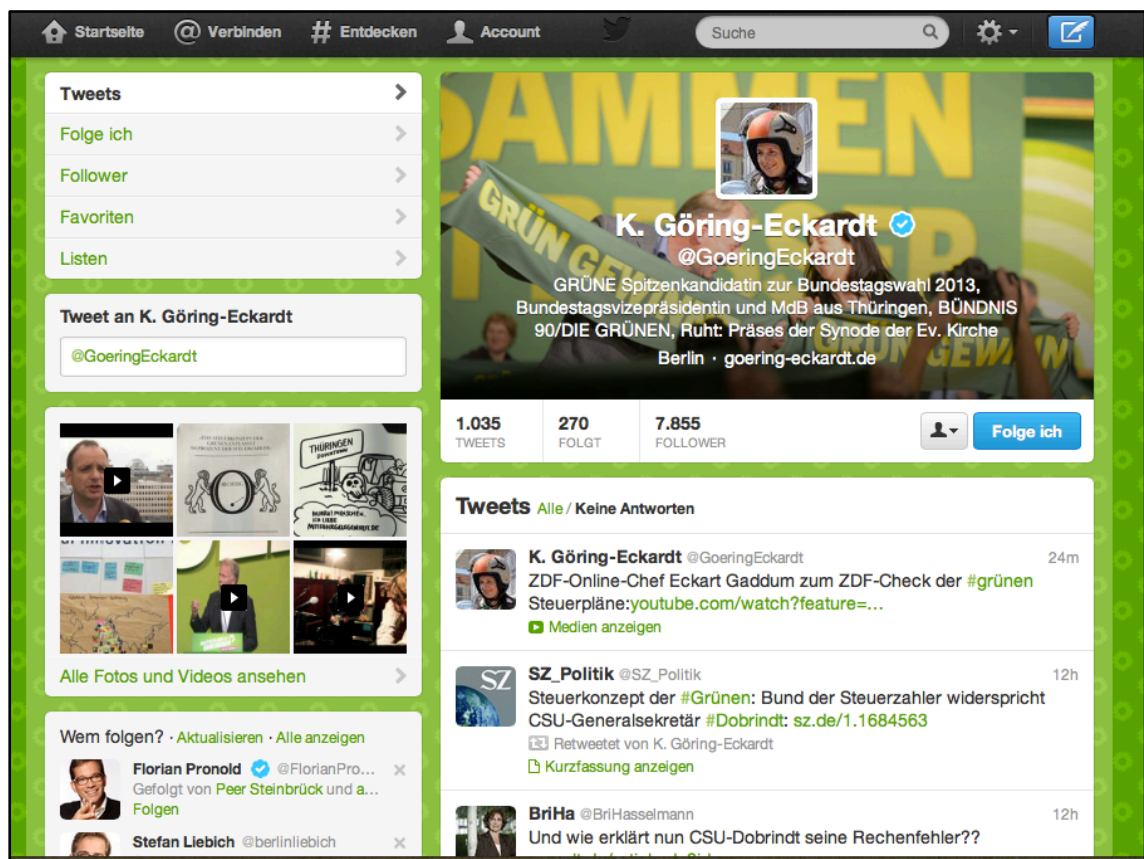 Startseite
Verbinden
Entdecken
Account
Suche
Tweets
Folge ich
Follower
Favoriten
Listen
Tweet an K. Göring-Eckardt
@GoeringEckardt
THÜRINGEN
Alle Fotos und Videos ansehen
Wem folgen? · Aktualisieren · Alle anzeigen
Florian Pronold @FlorianPro...
Gefolgt von Peer Steinbrück und a...
Folgen
Stefan Liebich @berlinliebich
SAMMEN
GRÜN GEWINNT
K. Göring-Eckardt
@GoeringEckardt
GRÜNE Spitzenkandidatin zur Bundestagswahl 2013,
Bundestagsvizepräsidentin und MdB aus Thüringen, BÜNDNIS
90/DIE GRÜNEN, Ruht: Präses der Synode der Ev. Kirche
Berlin · goering-eckardt.de
1.035
TWEETS
270
FOLGT
7.855
FOLLOWER
Folge ich
Tweets Alle / Keine Antworten
K. Göring-Eckardt @GoeringEckardt 24m
ZDF-Online-Chef Eckart Gaddum zum ZDF-Check der #grünen
Steuerpläne:youtube.com/watch?feature=...
Medien anzeigen
SZ
SZ_Politik @SZ_Politik 12h
Steuerkonzept der #Grünen: Bund der Steuerzahler widerspricht
CSU-Generalsekretär #Dobrindt: sz.de/1.1684563
Retweetet von K. Göring-Eckardt
Kurzfassung anzeigen
BriHa @BriHasselmann 12h
Und wie erklärt nun CSU-Dobrindt seine Rechenfehler??